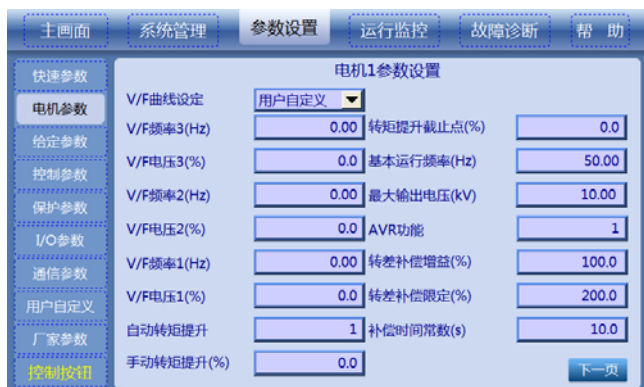 主画面 系统管理 参数设置 运行监控 故障诊断 帮 助
快速参数
电机参数
给定参数
控制参数
保护参数
I/O参数
通信参数
用户自定义
厂家参数
控制按钮
电机1参数设置
V/F曲线设定 用户自定义
V/F频率3(Hz) 0.00 转矩提升截止点(%) 0.0
V/F电压3(%) 0.0 基本运行频率(Hz) 50.00
V/F频率2(Hz) 0.00 最大输出电压(kV) 10.00
V/F电压2(%) 0.0 AVR功能 1
V/F频率1(Hz) 0.00 转差补偿增益(%) 100.0
V/F电压1(%) 0.0 转差补偿限定(%) 200.0
自动转矩提升 1 补偿时间常数(s) 10.0
手动转矩提升(%) 0.0
下一页